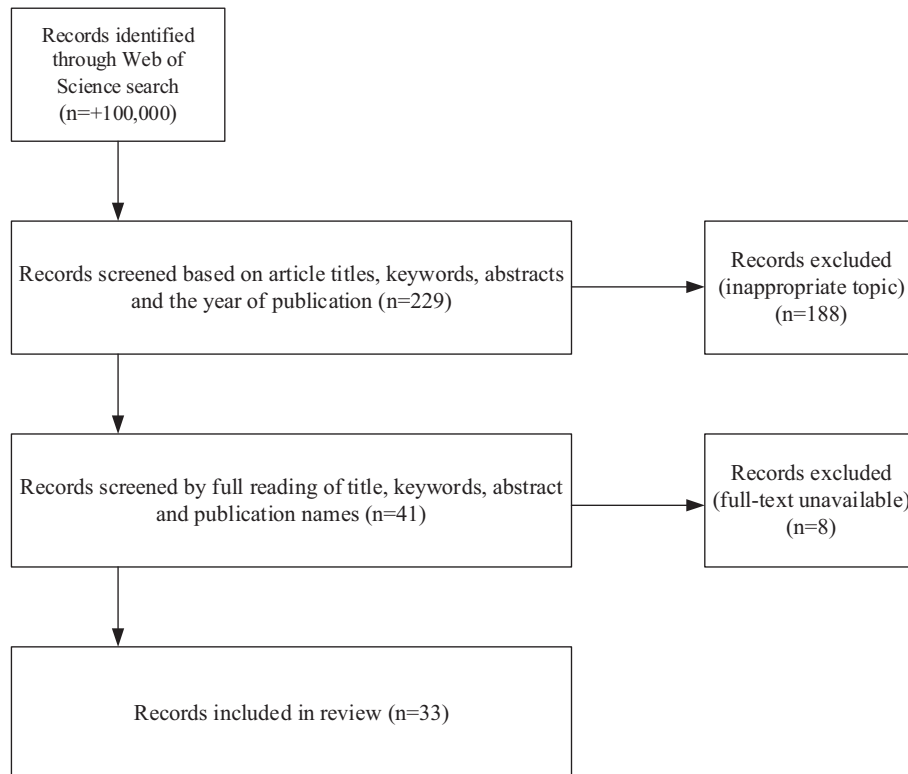 Records identified
through Web of
Science search
(n=+100,000)
Records screened based on article titles, keywords, abstracts
and the year of publication (n=229)
Records excluded
(inappropriate topic)
(n=188)
Records screened by full reading of title, keywords, abstract
and publication names (n=41)
Records excluded
(full-text unavailable)
(n=8)
Records included in review (n=33)